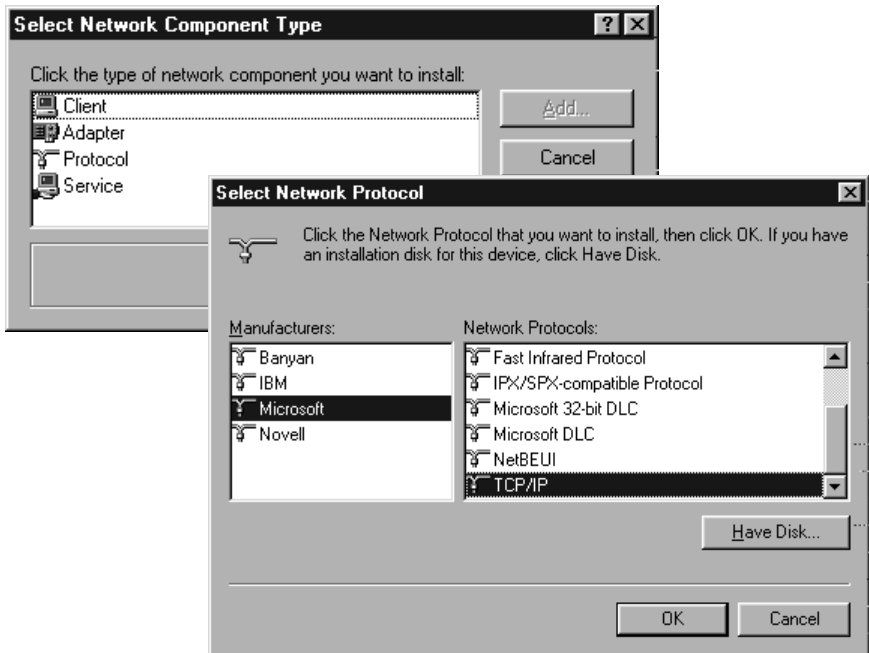 Select Network Component Type
Click the type of network component you want to install:
Client
Adapter
Protocol
Service
Add...
Cancel
Select Network Protocol
Click the Network Protocol that you want to install, then click OK. If you have
an installation disk for this device, click Have Disk.
Manufacturers:
Banyan
IBM
Microsoft
Novell
Network Protocols:
Fast Infrared Protocol
IPX/SPX-compatible Protocol
Microsoft 32-bit DLC
Microsoft DLC
NetBEUI
TCP/IP
Have Disk...
OK
Cancel